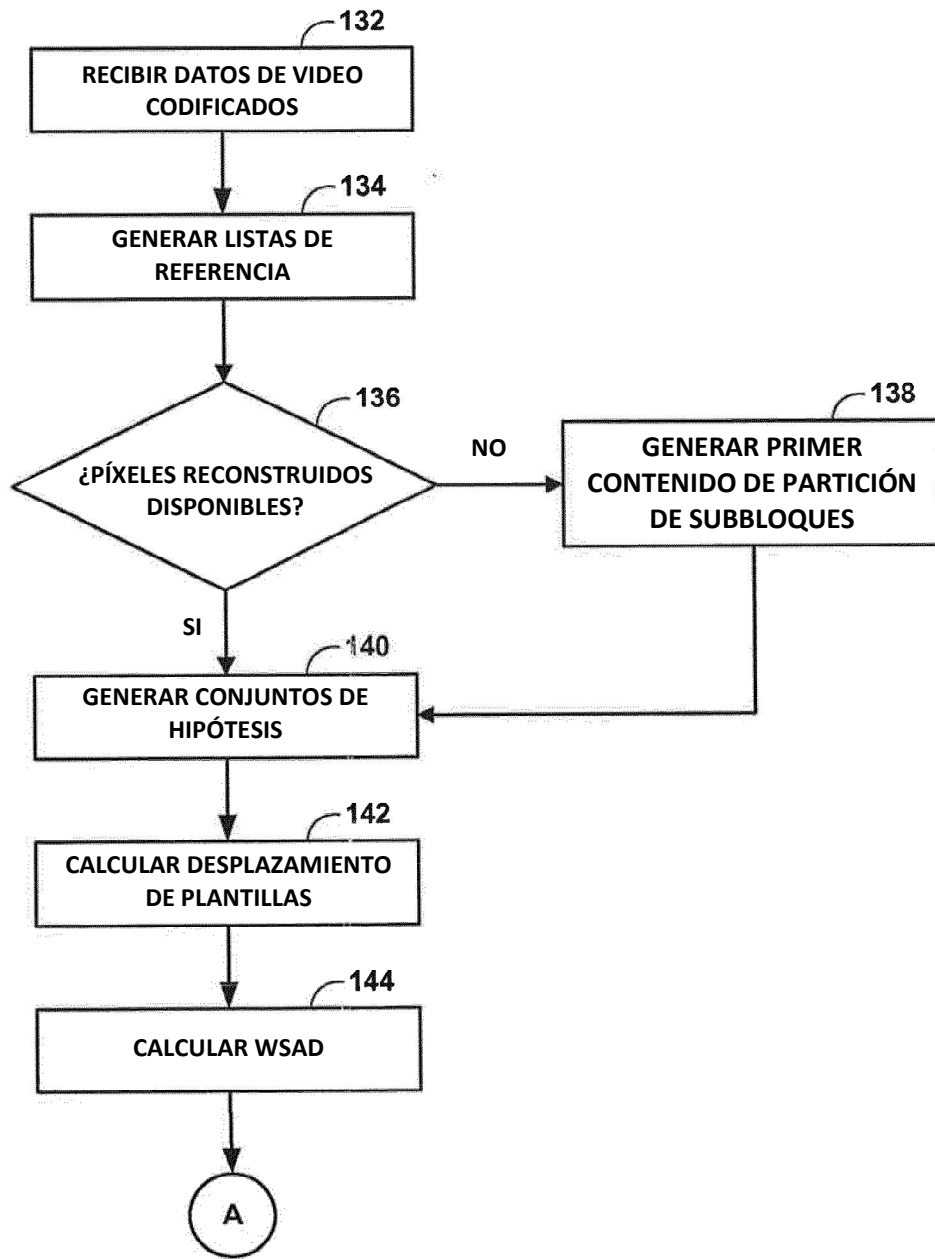 132
RECIBIR DATOS DE VIDEO
CODIFICADOS
134
GENERAR LISTAS DE
REFERENCIA
136
¿PÍXELES RECONSTRUIDOS
DISPONIBLES?
NO
138
GENERAR PRIMER
CONTENIDO DE PARTICIÓN
DE SUBBLOQUES
SI
140
GENERAR CONJUNTOS DE
HIPÓTESIS
142
CALCULAR DESPLAZAMIENTO
DE PLANTILLAS
144
CALCULAR WSAD
A